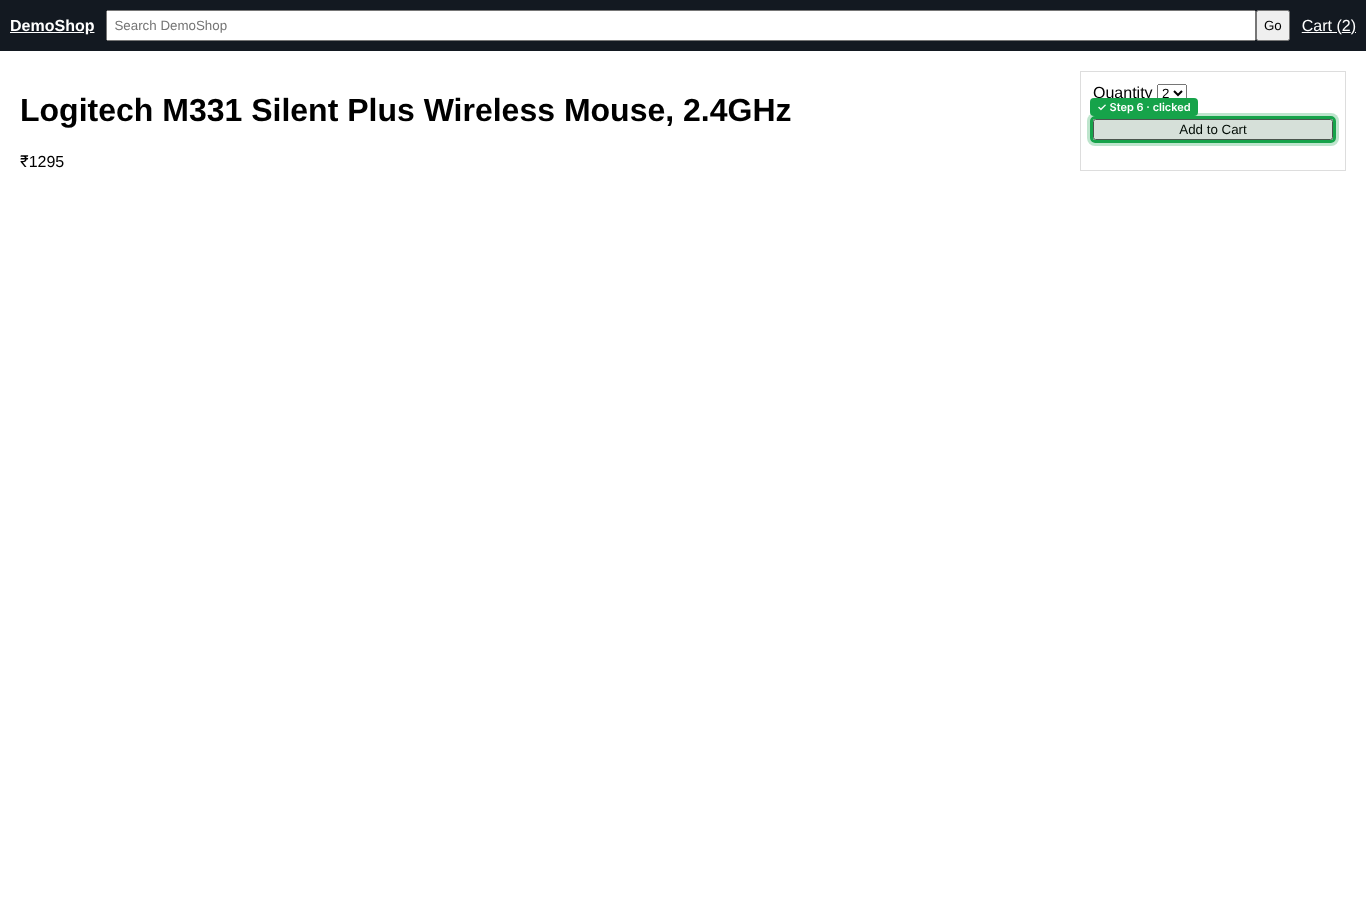 DemoShop
Search DemoShop
Go
Cart (2)
Logitech M331 Silent Plus Wireless Mouse, 2.4GHz
₹1295
Quantity 2
✓ Step 6 · clicked
Add to Cart